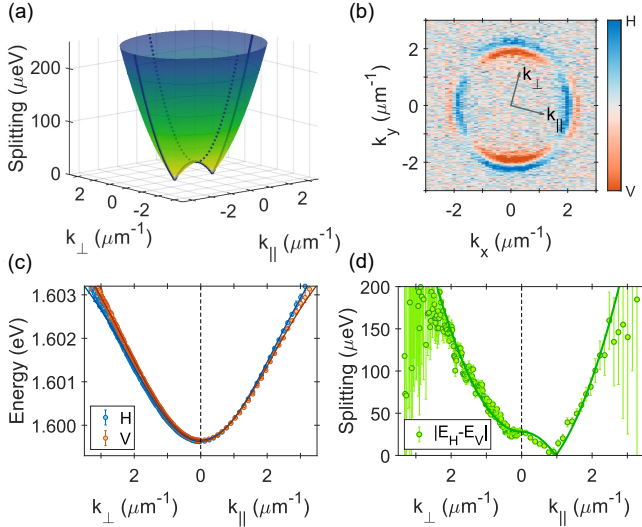 (a)
Splitting (μeV)
200
100
0
2
0
-2
-2
0
2
k⊥ (μm⁻¹)
k|| (μm⁻¹)
(b)
k_y (μm⁻¹)
2
0
-2
-2
0
2
k_x (μm⁻¹)
k⊥
k||
H
V
(c)
Energy (eV)
1.603
1.602
1.601
1.600
H
V
2
0
2
k⊥ (μm⁻¹)
k|| (μm⁻¹)
(d)
Splitting (μeV)
200
150
100
50
0
|E_H-E_V|
2
0
2
k⊥ (μm⁻¹)
k|| (μm⁻¹)